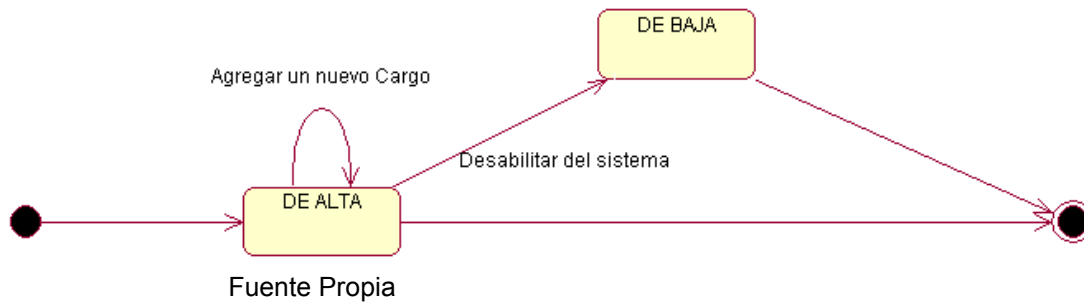 DE BAJA
Agregar un nuevo Cargo
Desabilitar del sistema
DE ALTA
Fuente Propia